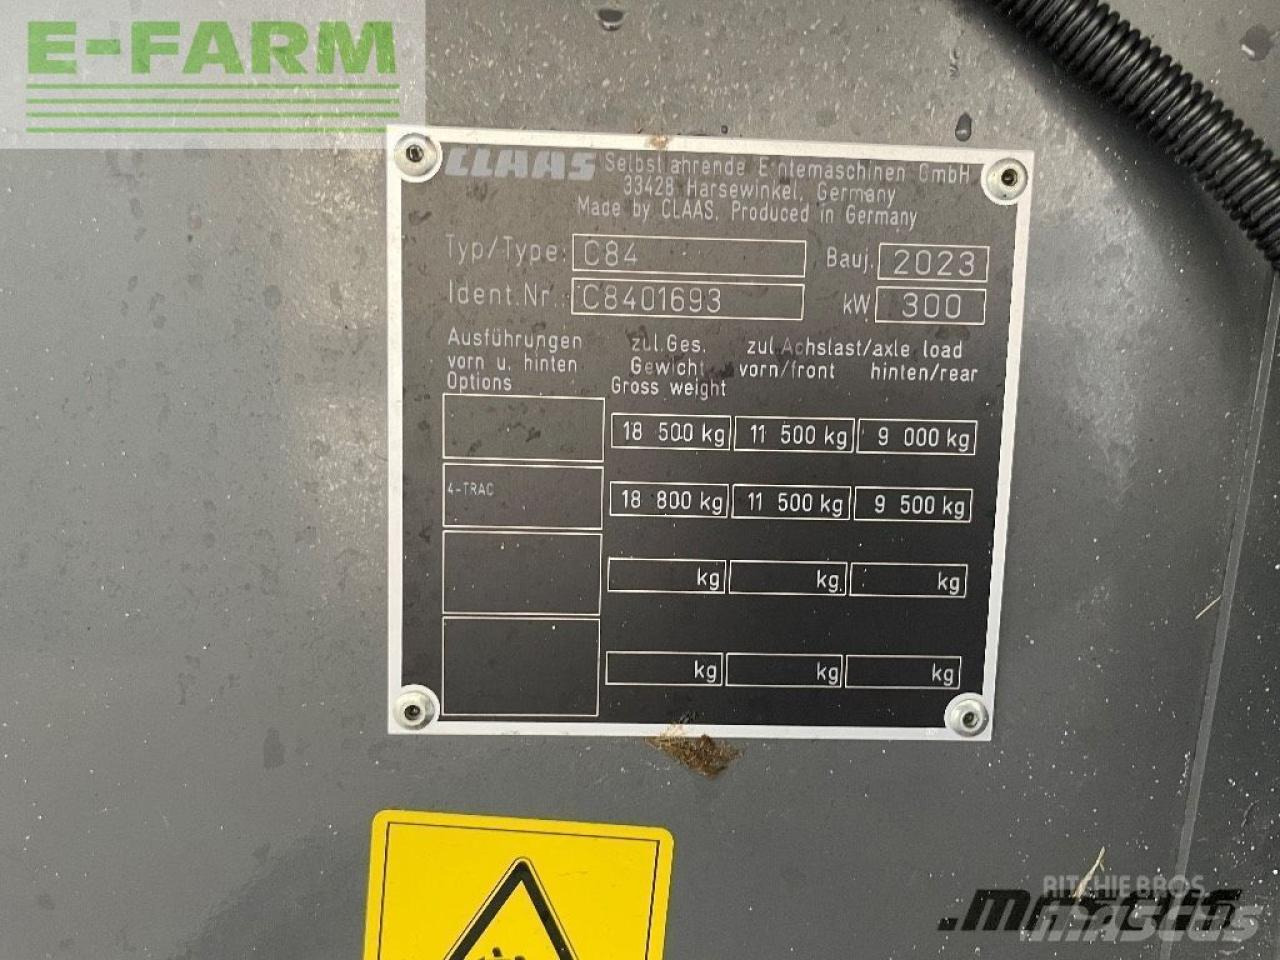 E-FARM
CLAAS Selbstfahrende Erntemaschinen GmbH
33428 Harsewinkel, Germany
Made by CLAAS, Produced in Germany
Typ/Type: C84 Bauj. 2023
Ident.Nr.: C8401693 kW 300
Ausführungen vorn u. hinten Options
zul.Ges. Gewicht Gross weight
zul.Achslast/axle load
vorn/front hinten/rear
18 500 kg 11 500 kg 9 000 kg
4-TRAC 18 800 kg 11 500 kg 9 500 kg
kg kg kg
kg kg kg
RITCHIE BROS.
MASCUS